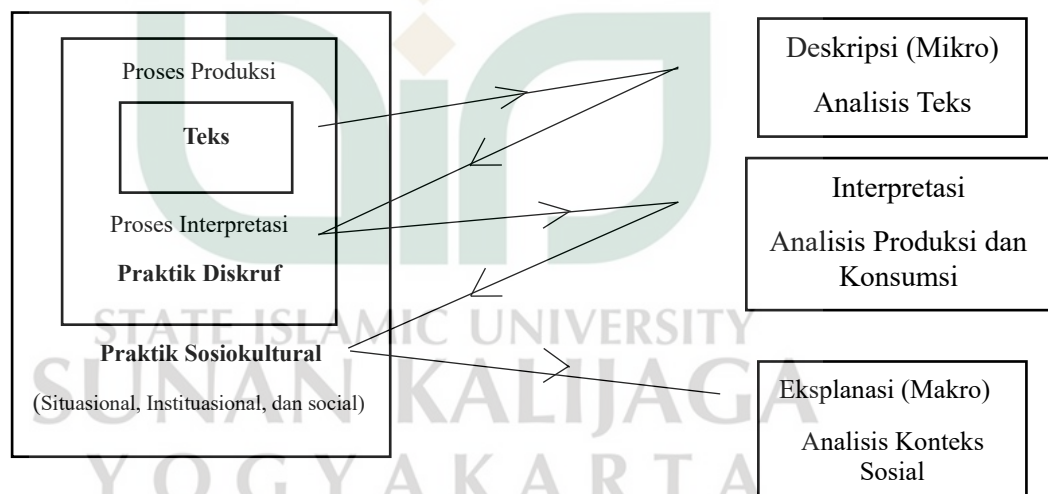 Proses Produksi
Teks
Proses Interpretasi
Praktik Diskruf
Praktik Sosiokultural
(Situasional, Instituasional, dan social)
Deskripsi (Mikro)
Analisis Teks
Interpretasi
Analisis Produksi dan
Konsumsi
Eksplanasi (Makro)
Analisis Konteks
Sosial
STATE ISLAMIC UNIVERSITY
SUNAN KALIJAGA
YOGYAKARTA